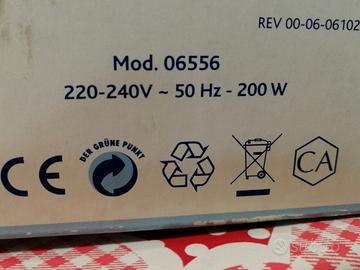 REV 00-06-06102
Mod. 06556
220-240V ~ 50 Hz - 200 W
CE
DER GRÜNE PUNKT
CA